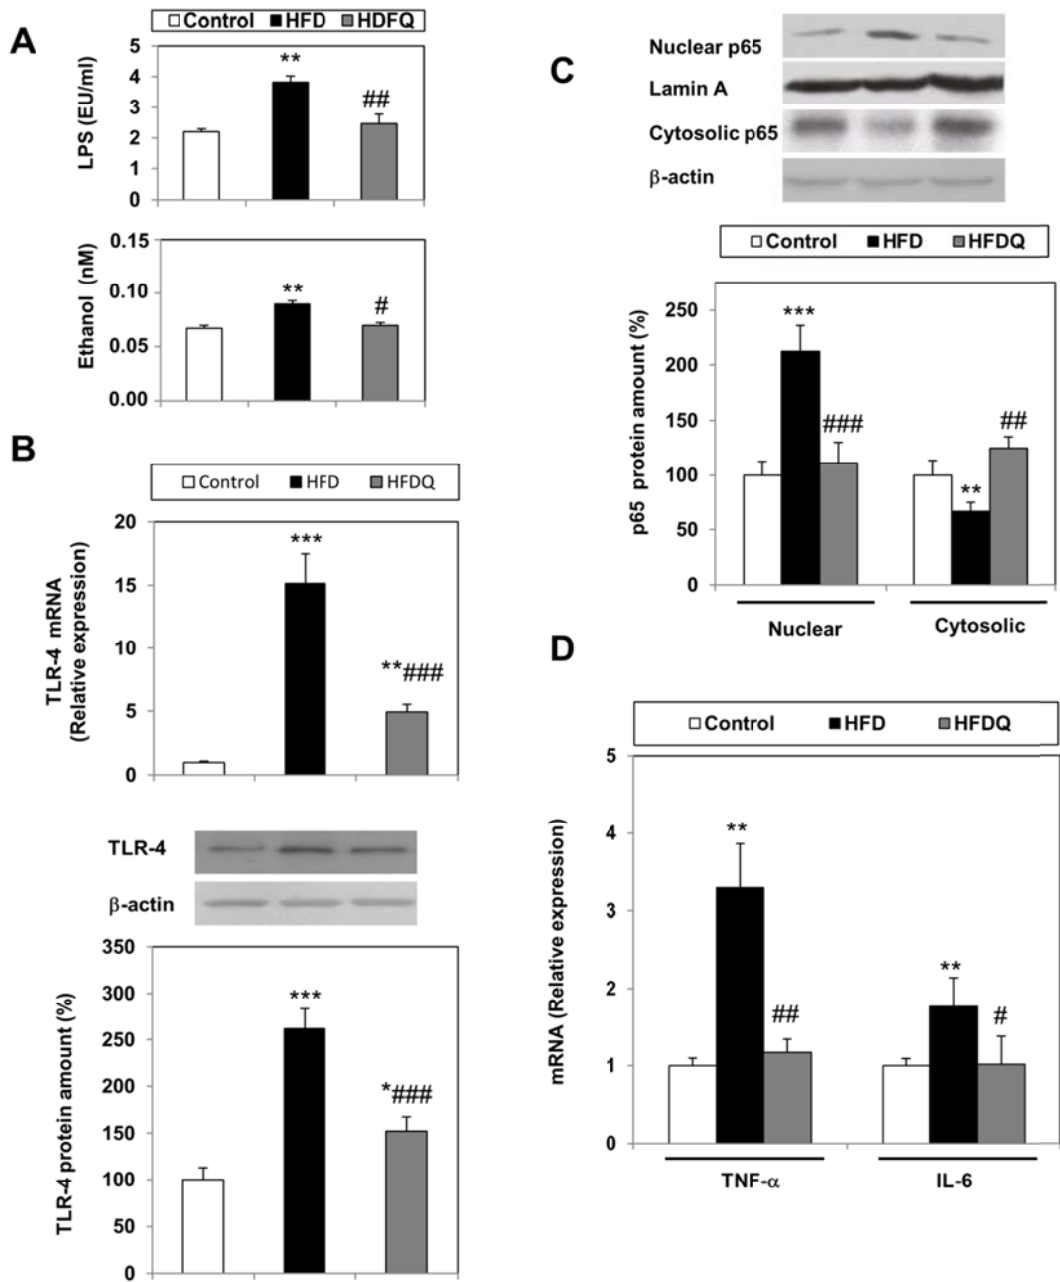 A
Control HFD HDFQ
LPS (EU/ml)
5
4
3
2
1
0
**
##
Ethanol (nM)
0.15
0.10
0.05
0.00
**
#
B
Control HFD HFDQ
TLR-4 mRNA
(Relative expression)
20
15
10
5
0
***
**###
TLR-4
β-actin
TLR-4 protein amount (%)
350
300
250
200
150
100
50
0
***
*###
C
Nuclear p65
Lamin A
Cytosolic p65
β-actin
Control HFD HFDQ
p65 protein amount (%)
250
200
150
100
50
0
***
###
**
##
Nuclear Cytosolic
D
Control HFD HFDQ
mRNA (Relative expression)
5
4
3
2
1
0
**
##
**
#
TNF-α IL-6